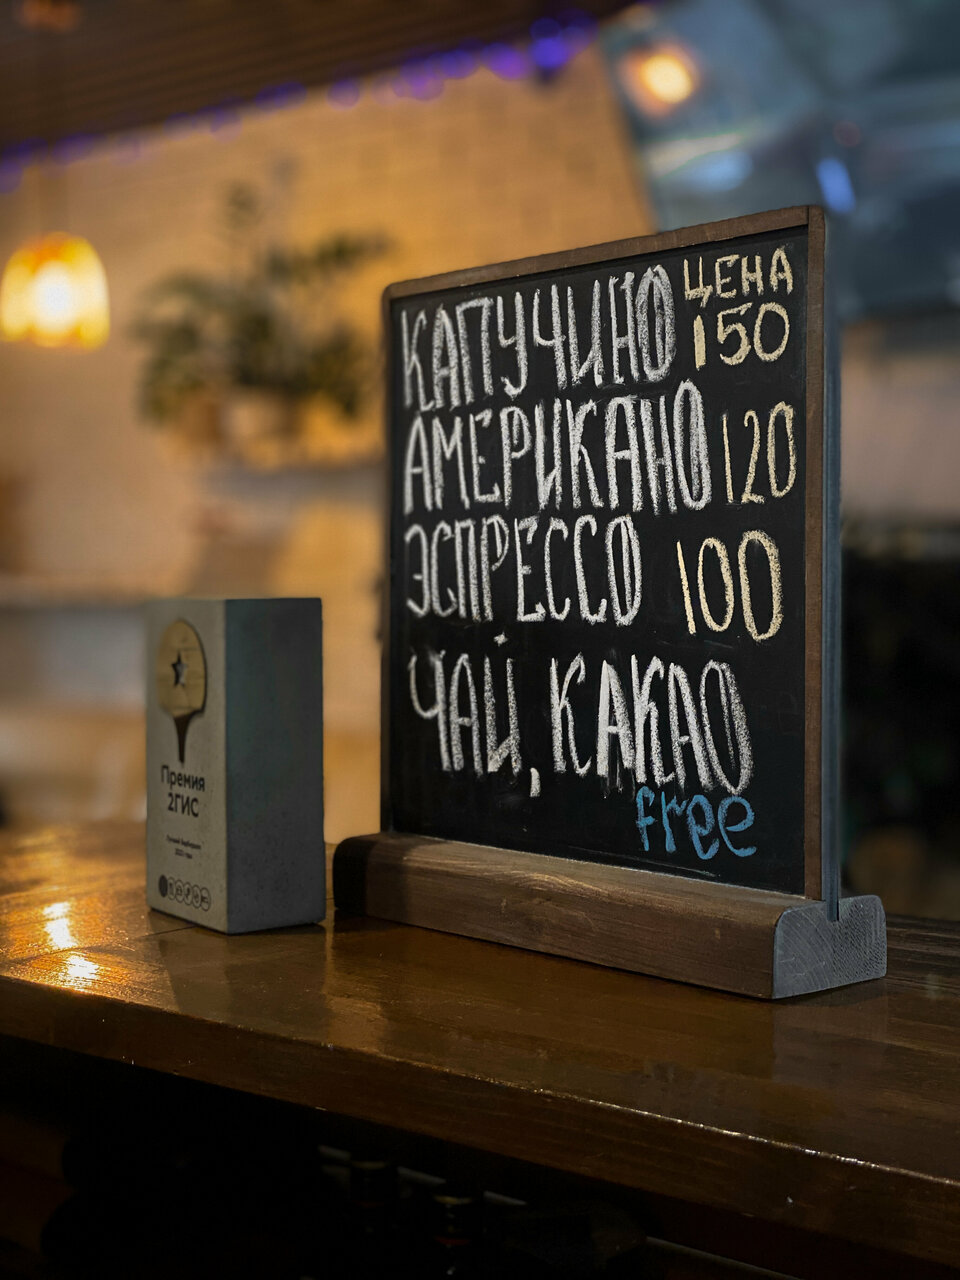 КАПУЧИНО ЦЕНА 150
АМЕРИКАНО 120
ЭСПРЕССО 100
ЧАЙ, КАКАО
free
Премия
2ГИС